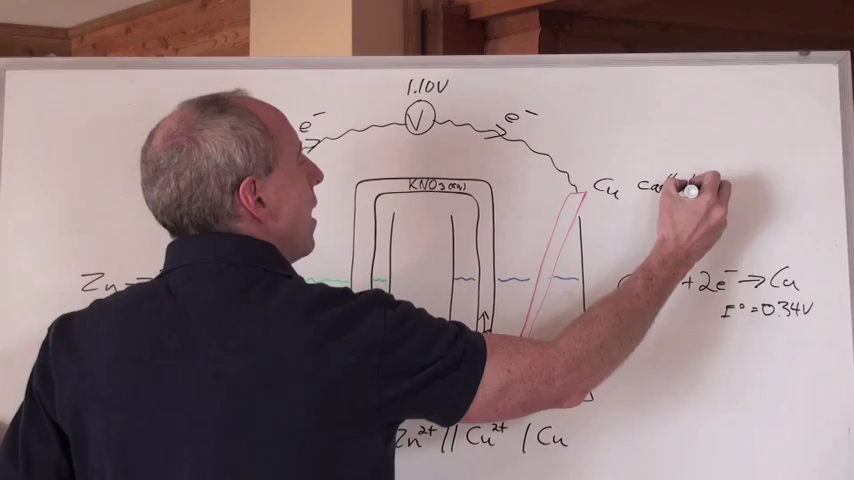 1.10V
V
e⁻ e⁻
KNO₃(aq)
Cu
Zn →
+ 2e⁻ → Cu
E° = 0.34V
Zn²⁺ // Cu²⁺ / Cu